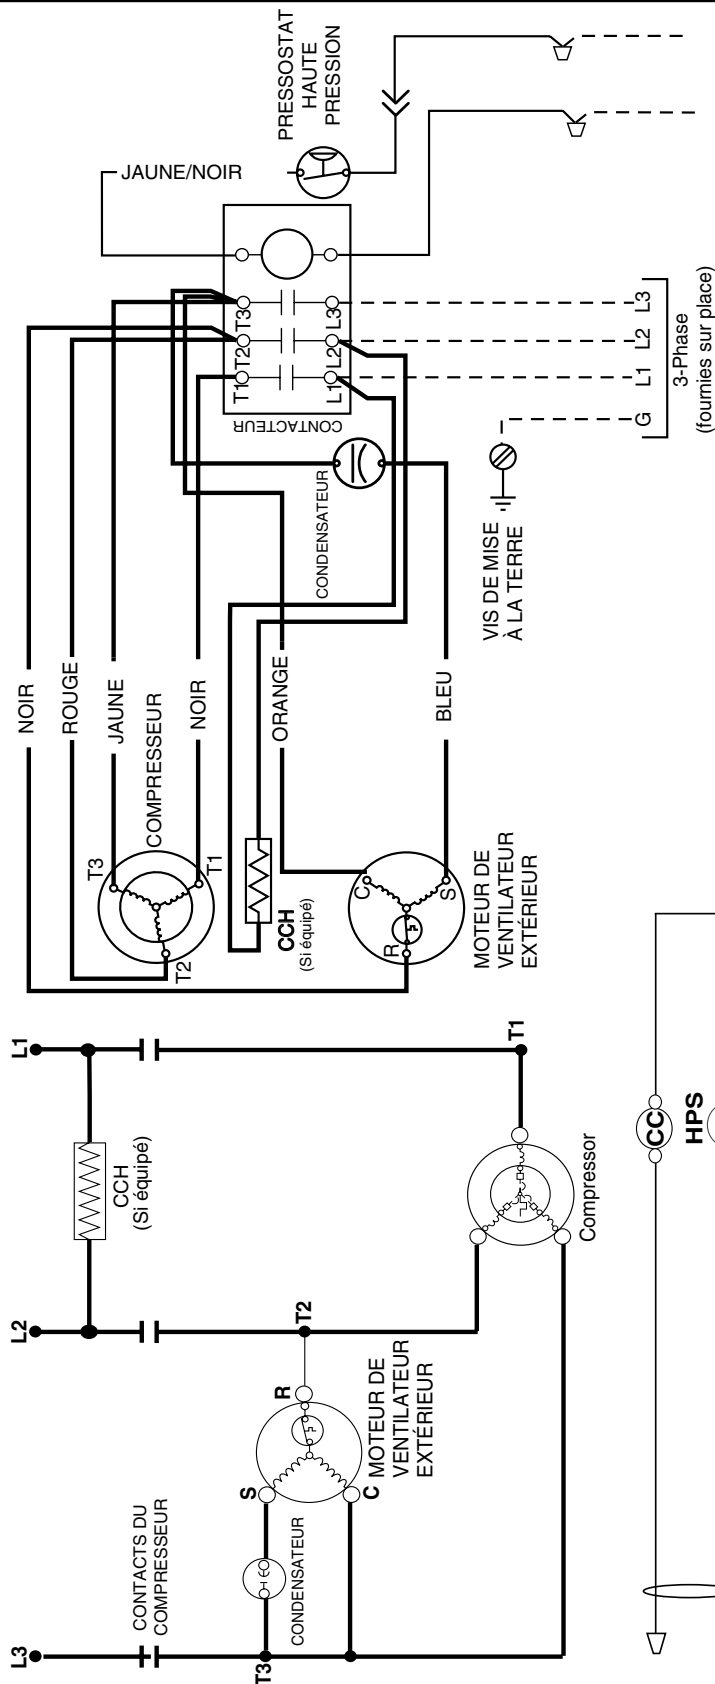 PRESSOSTAT
HAUTE
PRESSION
JAUNE/NOIR
T3
T2
T1
L3
L2
L1
CONTACTEUR
L3
L2
L1
G
3-Phase
(fournies sur place)
CONDENSATEUR
VIS DE MISE
À LA TERRE
NOIR
ROUGE
JAUNE
COMPRESSEUR
NOIR
ORANGE
BLEU
T3
T1
T2
CCH
(Si équipé)
C
S
R
MOTEUR DE
VENTILATEUR
EXTÉRIEUR
L1
T1
CCH
(Si équipé)
Compressor
CC
HPS
L2
T2
R
S
C
MOTEUR DE
VENTILATEUR
EXTÉRIEUR
CONTACTS DU
COMPRESSEUR
CONDENSATEUR
L3
T3